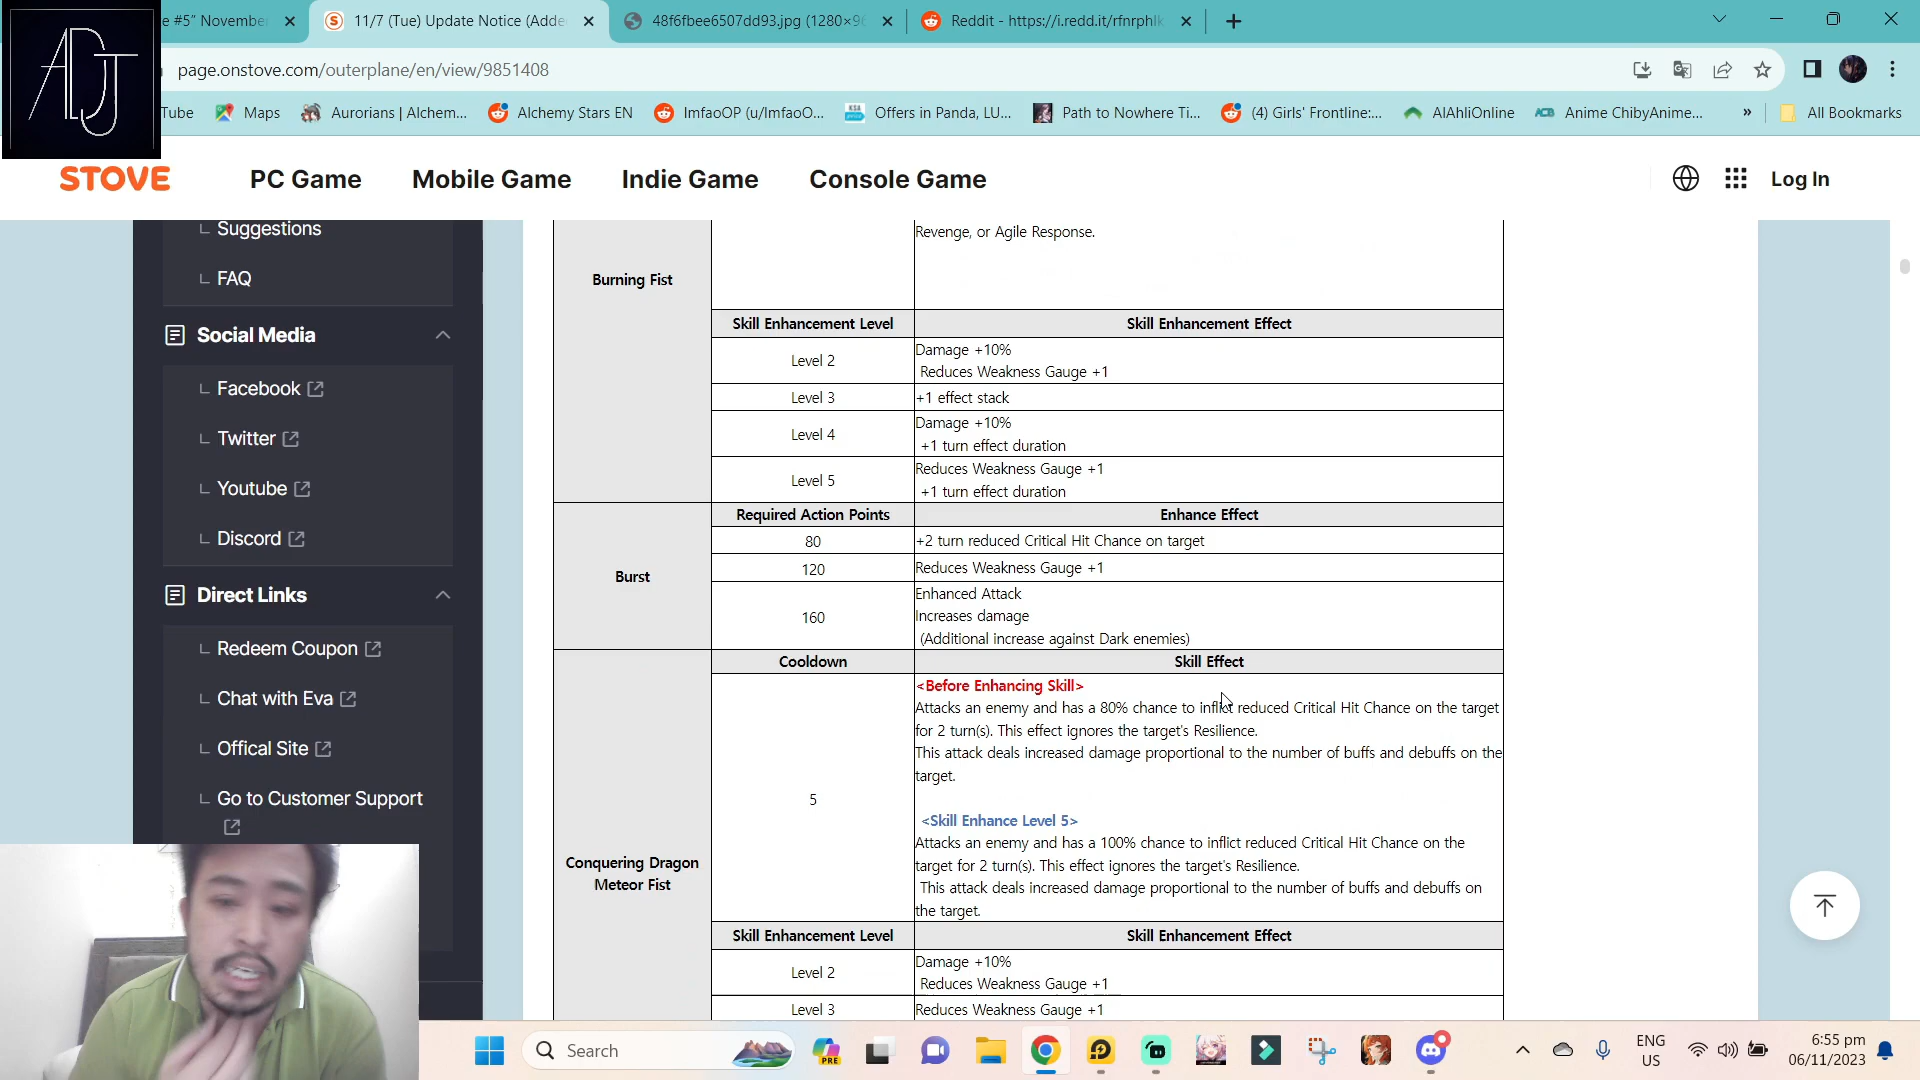 e #5" November
11/7 (Tue) Update Notice (Adde
48f6fbee6507dd93.jpg (1280×9
Reddit - https://i.redd.it/rfnrphlk
page.onstove.com/outerplane/en/view/9851408
Tube
Maps
Aurorians | Alchem...
Alchemy Stars EN
lmfaoOP (u/lmfaoO...
Offers in Panda, LU...
Path to Nowhere Ti...
(4) Girls' Frontline:...
AlAhliOnline
Anime ChibyAnime...
»
All Bookmarks
ADJ
STOVE
PC Game
Mobile Game
Indie Game
Console Game
Log In
Suggestions
FAQ
Social Media
Facebook
Twitter
Youtube
Discord
Direct Links
Redeem Coupon
Chat with Eva
Offical Site
Go to Customer Support
Revenge, or Agile Response.
Burning Fist
Skill Enhancement Level
Skill Enhancement Effect
Level 2
Damage +10%
Reduces Weakness Gauge +1
Level 3
+1 effect stack
Level 4
Damage +10%
+1 turn effect duration
Level 5
Reduces Weakness Gauge +1
+1 turn effect duration
Burst
Required Action Points
Enhance Effect
80
+2 turn reduced Critical Hit Chance on target
120
Reduces Weakness Gauge +1
160
Enhanced Attack
Increases damage
(Additional increase against Dark enemies)
Conquering Dragon
Meteor Fist
Cooldown
Skill Effect
5
<Before Enhancing Skill>
Attacks an enemy and has a 80% chance to inflict reduced Critical Hit Chance on the target
for 2 turn(s). This effect ignores the target's Resilience.
This attack deals increased damage proportional to the number of buffs and debuffs on the
target.
<Skill Enhance Level 5>
Attacks an enemy and has a 100% chance to inflict reduced Critical Hit Chance on the
target for 2 turn(s). This effect ignores the target's Resilience.
This attack deals increased damage proportional to the number of buffs and debuffs on
the target.
Skill Enhancement Level
Skill Enhancement Effect
Level 2
Damage +10%
Reduces Weakness Gauge +1
Level 3
Reduces Weakness Gauge +1
Search
PRE
ENG
US
6:55 pm
06/11/2023